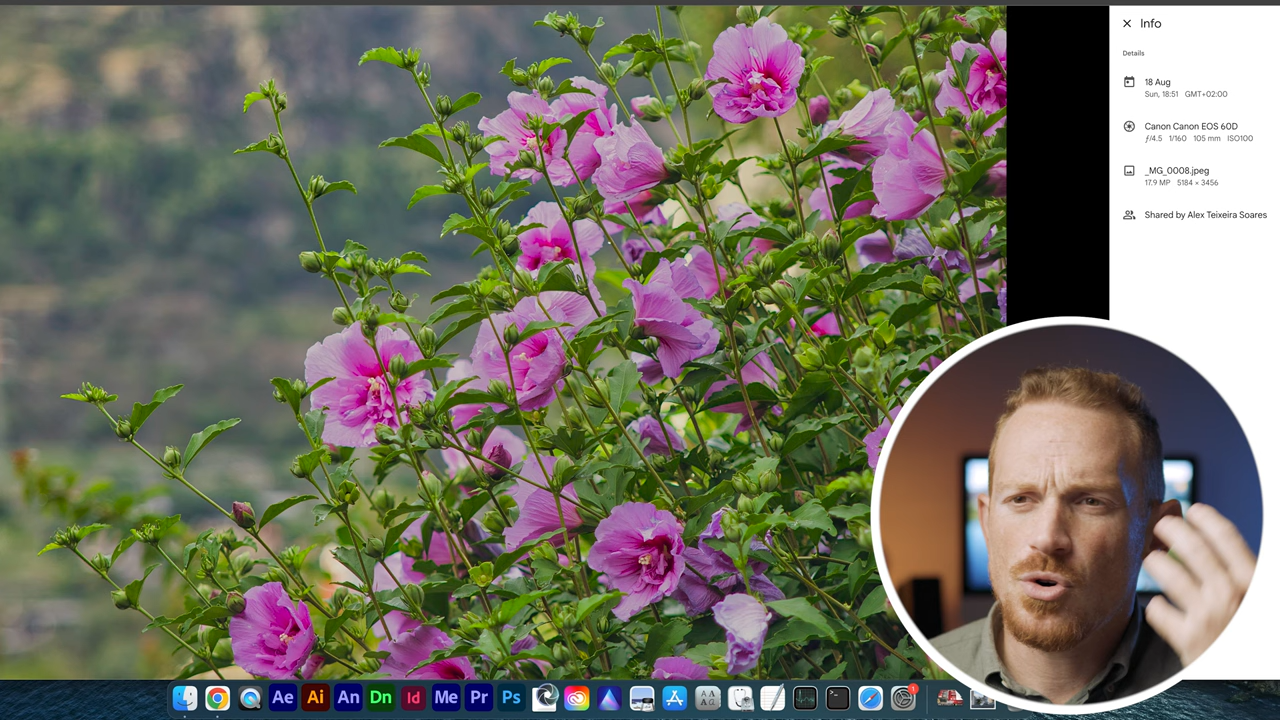 Info
Details
18 Aug
Sun, 18:51 GMT+02:00
Canon Canon EOS 60D
ƒ/4.5 1/160 105 mm ISO100
_MG_0008.jpeg
17.9 MP 5184 × 3456
Shared by Alex Teixeira Soares
Ae Ai An Dn Id Me Pr Ps
1